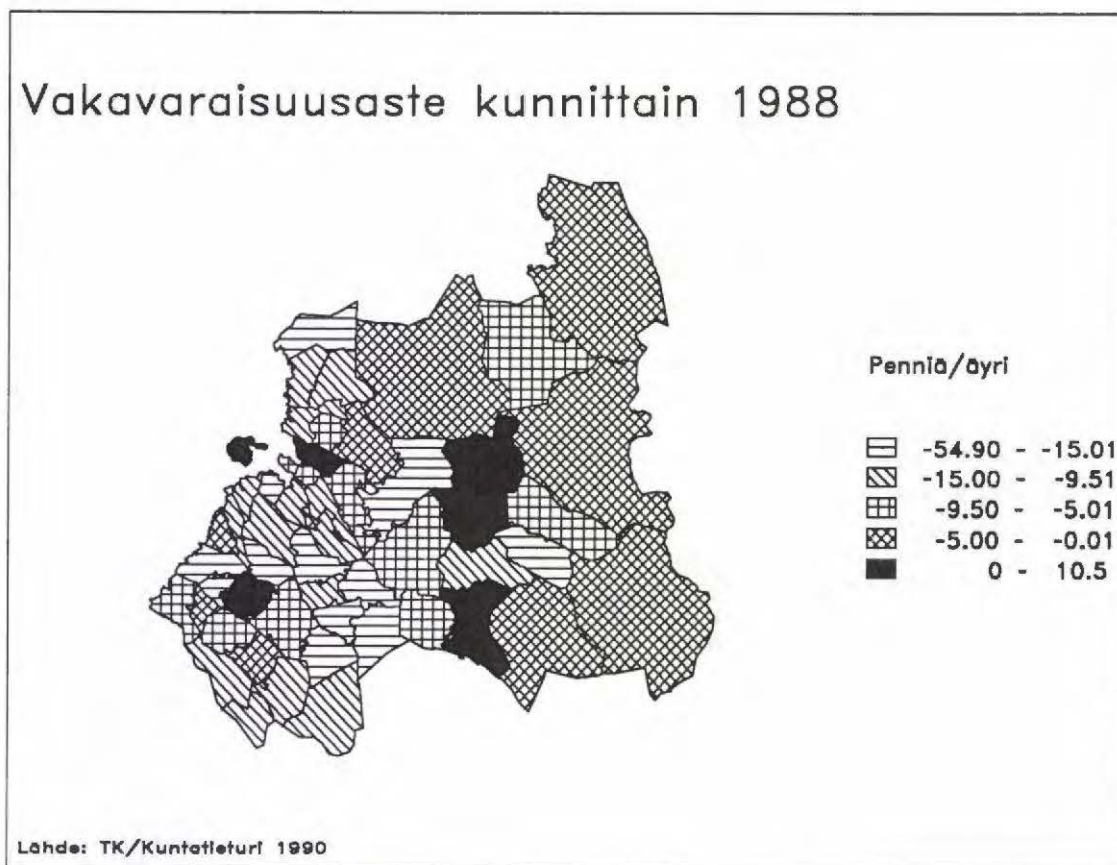 Vakavaraisuusaste kunnittain 1988
Penniä/äyri
-54.90 - -15.01
-15.00 - -9.51
-9.50 - -5.01
-5.00 - -0.01
0 - 10.5
Lähde: TK/Kuntatieturi 1990